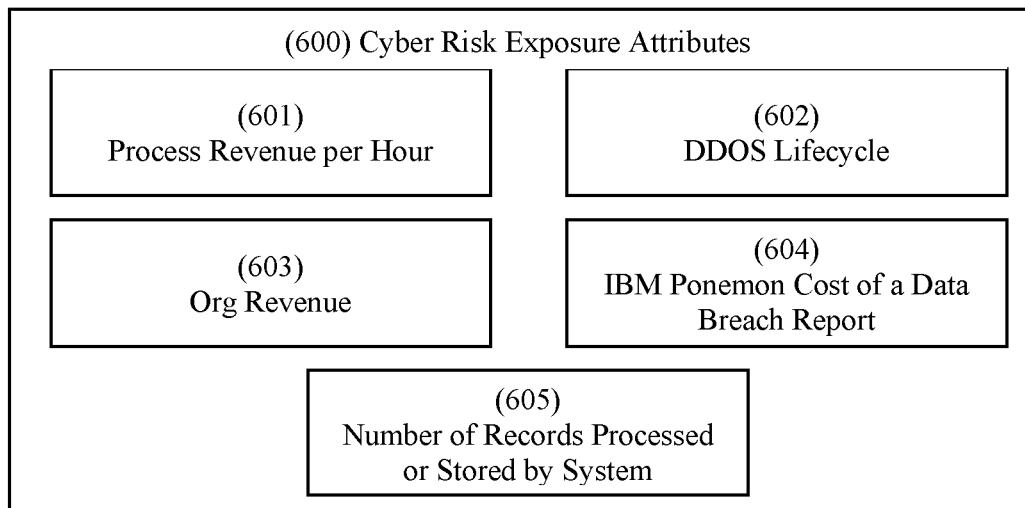 (600) Cyber Risk Exposure Attributes
(601)
Process Revenue per Hour
(602)
DDOS Lifecycle
(603)
Org Revenue
(604)
IBM Ponemon Cost of a Data
Breach Report
(605)
Number of Records Processed
or Stored by System